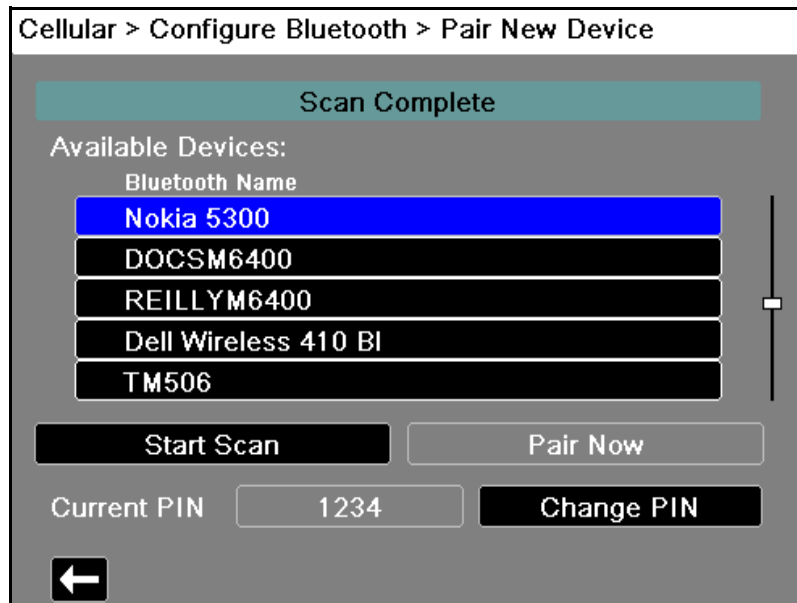 Cellular > Configure Bluetooth > Pair New Device
Scan Complete
Available Devices:
Bluetooth Name
Nokia 5300
DOCSM6400
REILLYM6400
Dell Wireless 410 Bl
TM506
Start Scan Pair Now
Current PIN 1234 Change PIN